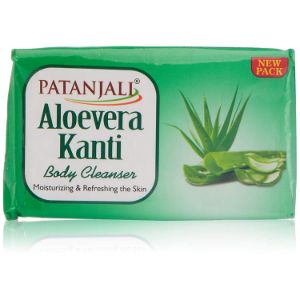 NEW
PACK
PATANJALI®
Aloevera
Kanti
Body Cleanser
Moisturizing & Refreshing the Skin